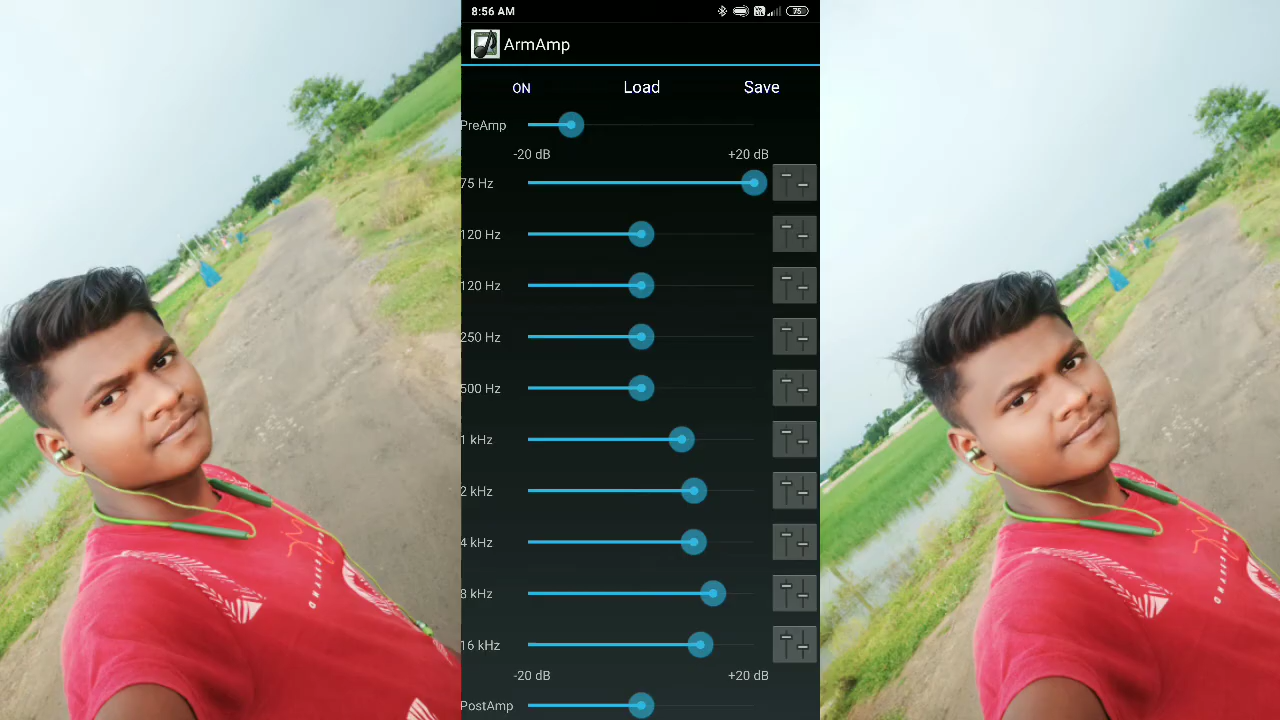 8:56 AM
75
ArmAmp
ON Load Save
PreAmp
-20 dB +20 dB
75 Hz
120 Hz
120 Hz
250 Hz
500 Hz
1 kHz
2 kHz
4 kHz
8 kHz
16 kHz
-20 dB +20 dB
PostAmp